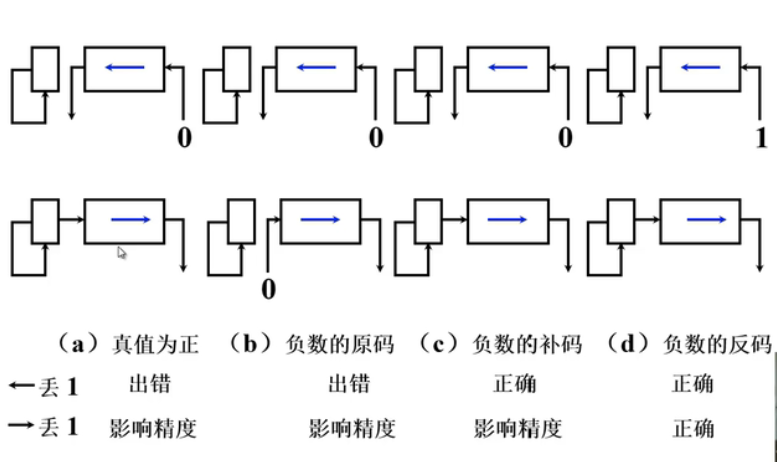 0 0 0 1
0
(a) 真值为正 (b) 负数的原码 (c) 负数的补码 (d) 负数的反码
←丢 1 出错 出错 正确 正确
→丢 1 影响精度 影响精度 影响精度 正确